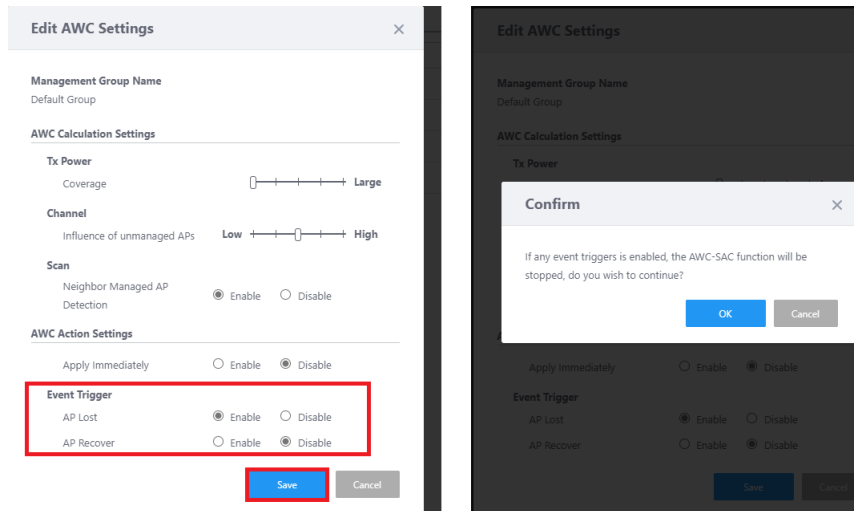 Edit AWC Settings
Management Group Name
Default Group
AWC Calculation Settings
Tx Power
Coverage Large
Channel
Influence of unmanaged APs Low High
Scan
Neighbor Managed AP
Detection
Enable Disable
AWC Action Settings
Apply Immediately Enable Disable
Event Trigger
AP Lost Enable Disable
AP Recover Enable Disable
Save Cancel
Edit AWC Settings
Management Group Name
Default Group
AWC Calculation Settings
Tx Power
Confirm
If any event triggers is enabled, the AWC-SAC function will be
stopped, do you wish to continue?
OK Cancel
Apply Immediately Enable Disable
Event Trigger
AP Lost Enable Disable
AP Recover Enable Disable
Save Cancel